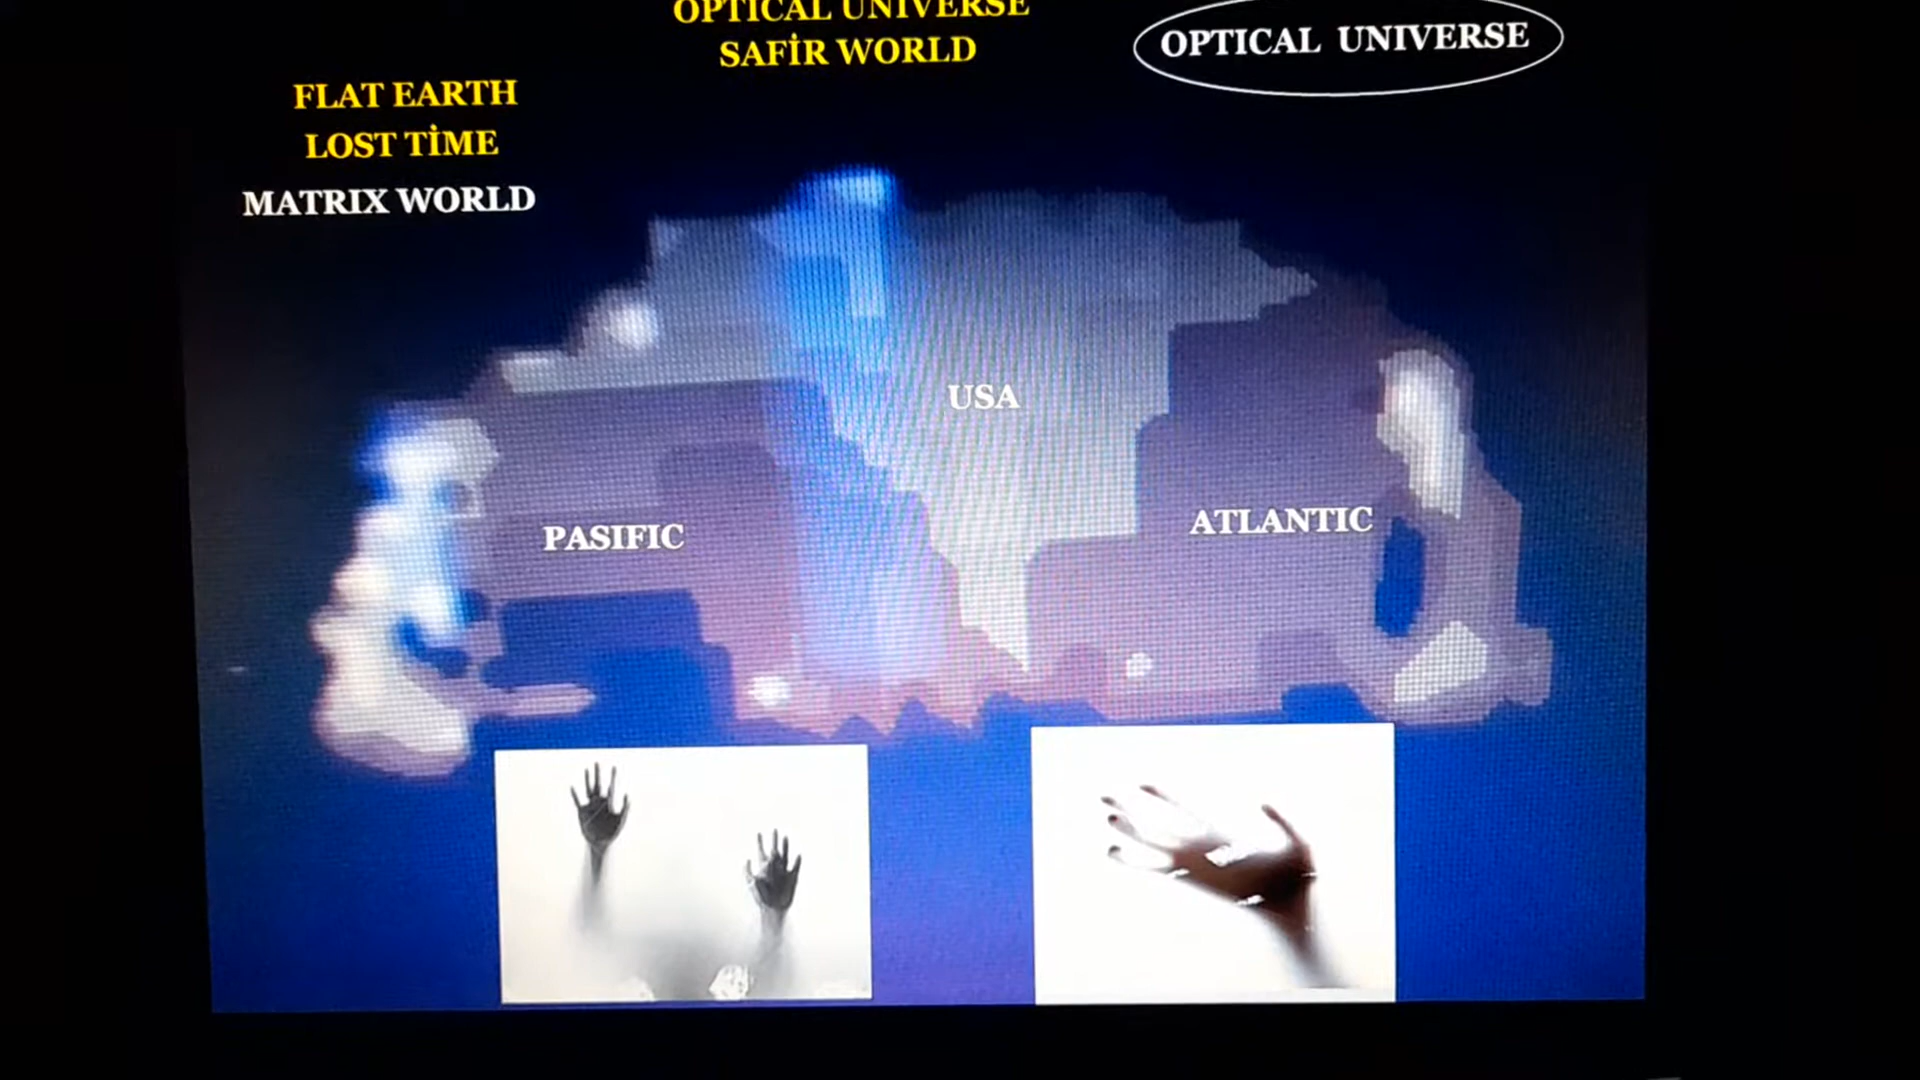 OPTICAL UNIVERSE
SAFİR WORLD
OPTICAL UNIVERSE
FLAT EARTH
LOST TİME
MATRIX WORLD
USA
PASIFIC
ATLANTIC